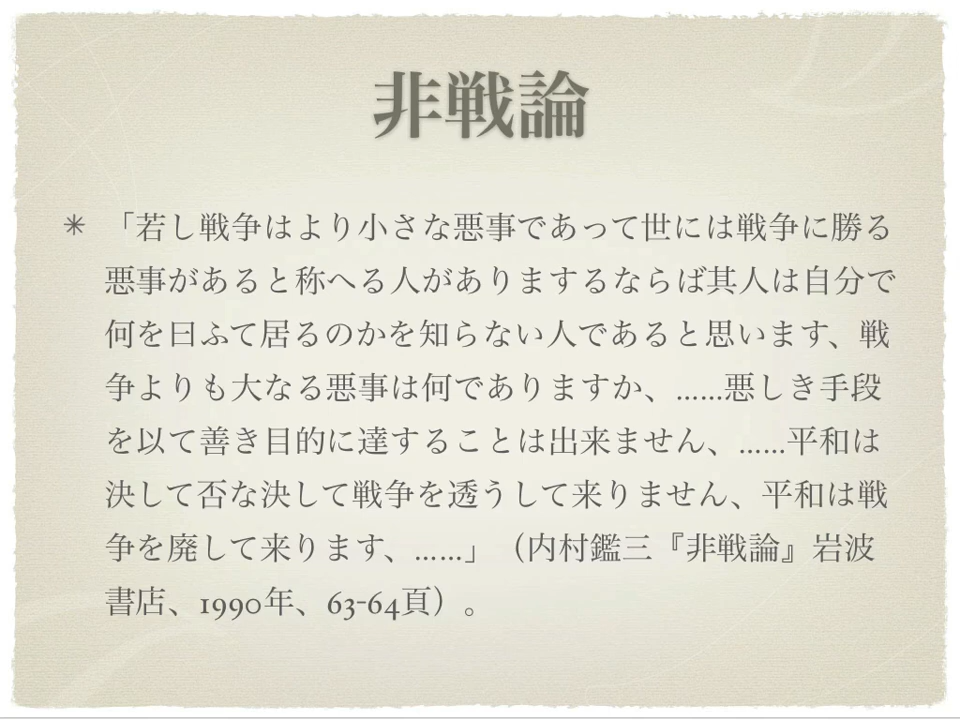 非戦論
✳ 「若し戦争はより小さな悪事であって世には戦争に勝る
悪事があると称へる人がありまするならば其人は自分で
何を曰ふて居るのかを知らない人であると思います、戦
争よりも大なる悪事は何でありますか、……悪しき手段
を以て善き目的に達することは出来ません、……平和は
決して否な決して戦争を透うして来りません、平和は戦
争を廃して来ります、……」（内村鑑三『非戦論』岩波
書店、1990年、63-64頁）。